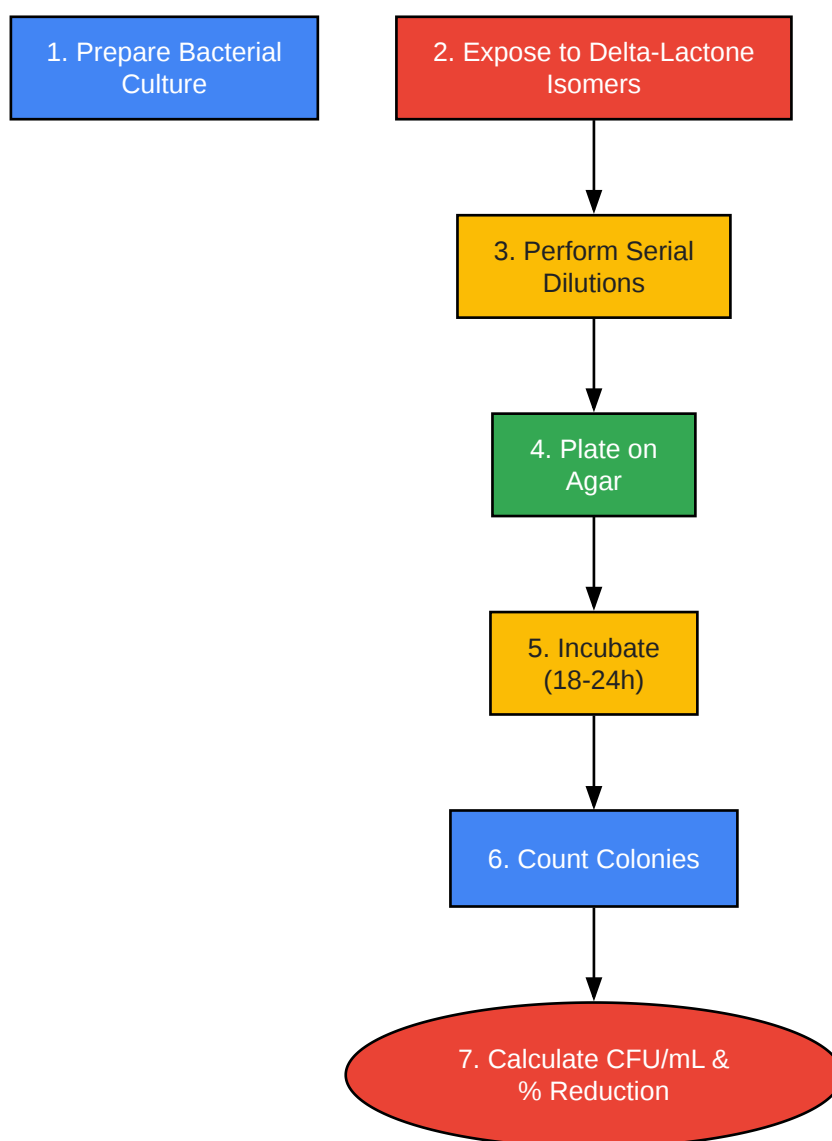 1. Prepare Bacterial
Culture
2. Expose to Delta-Lactone
Isomers
3. Perform Serial
Dilutions
4. Plate on
Agar
5. Incubate
(18-24h)
6. Count Colonies
7. Calculate CFU/mL &
% Reduction